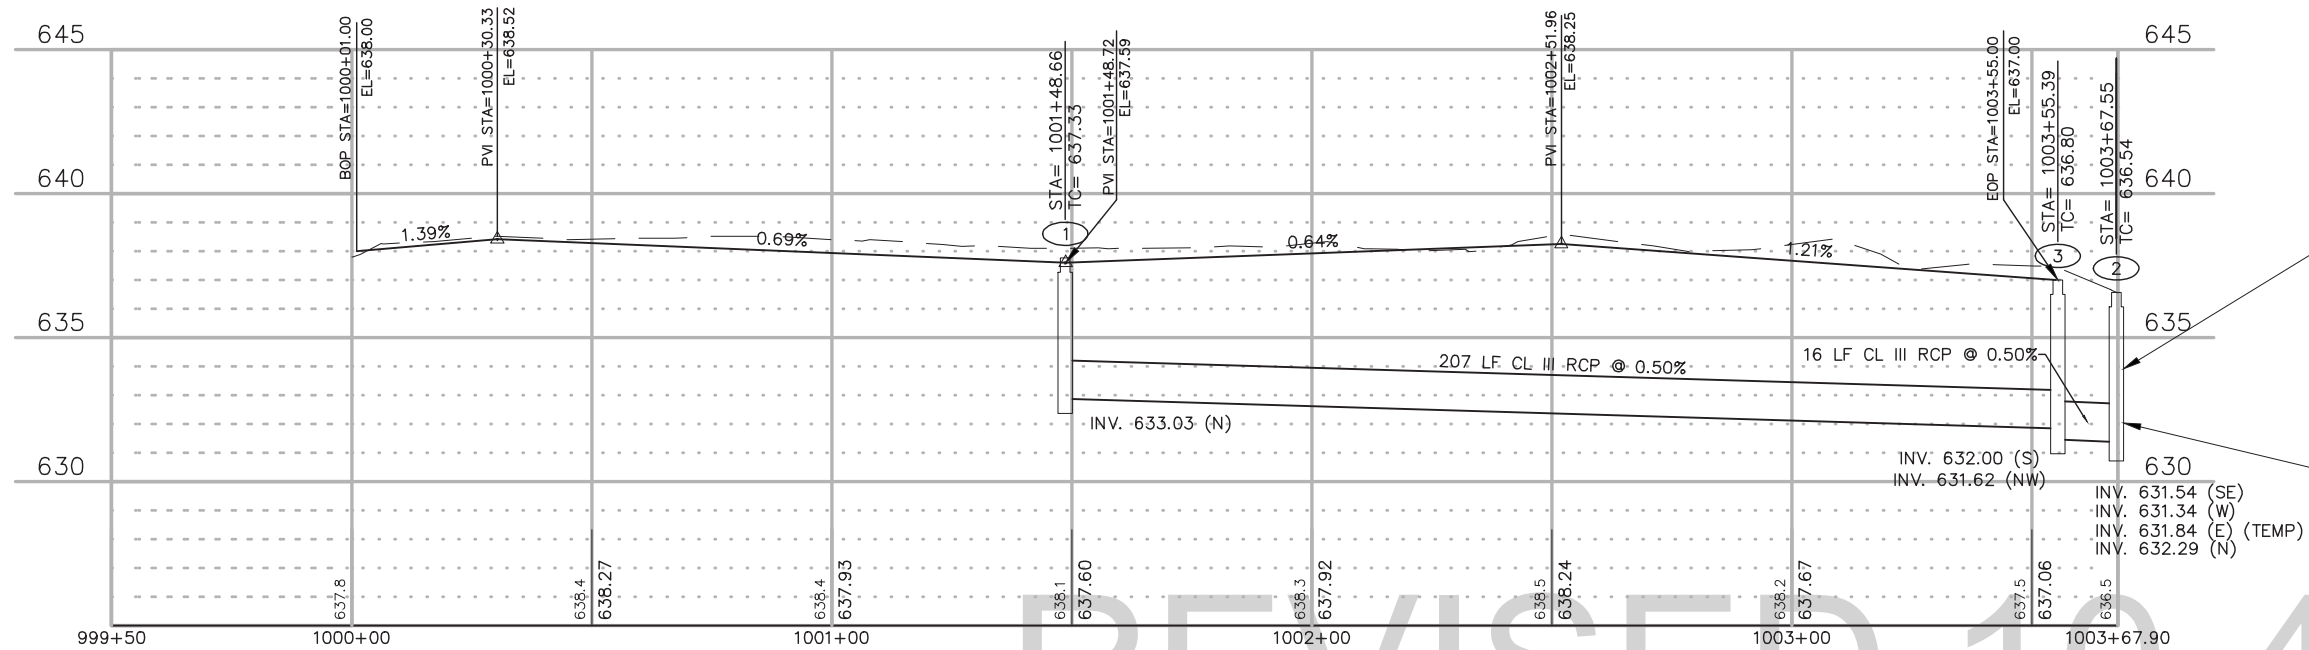 BOP STA=1000+01.00
EL=638.00
PVI STA=1000+30.33
EL=638.52
STA= 1001+48.66
TC= 637.33
PVI STA=1001+48.72
EL=637.59
PVI STA=1002+51.96
EL=638.25
EOP STA=1003+55.00
EL=637.00
STA= 1003+55.39
TC= 636.80
STA= 1003+67.55
TC= 636.54
645
645
640
640
1.39%
0.69%
1
0.64%
1.21%
3
2
635
635
207 LF CL III RCP @ 0.50%
16 LF CL III RCP @ 0.50%
INV. 633.03 (N)
INV. 632.00 (S)
INV. 631.62 (NW)
630
630
INV. 631.54 (SE)
INV. 631.34 (W)
INV. 631.84 (E) (TEMP)
INV. 632.29 (N)
637.8
638.4
638.27
638.4
637.93
638.1
637.60
638.3
637.92
638.5
638.24
638.2
637.67
637.5
637.06
636.5
999+50
1000+00
1001+00
1002+00
1003+00
1003+67.90
REVISED 10-4